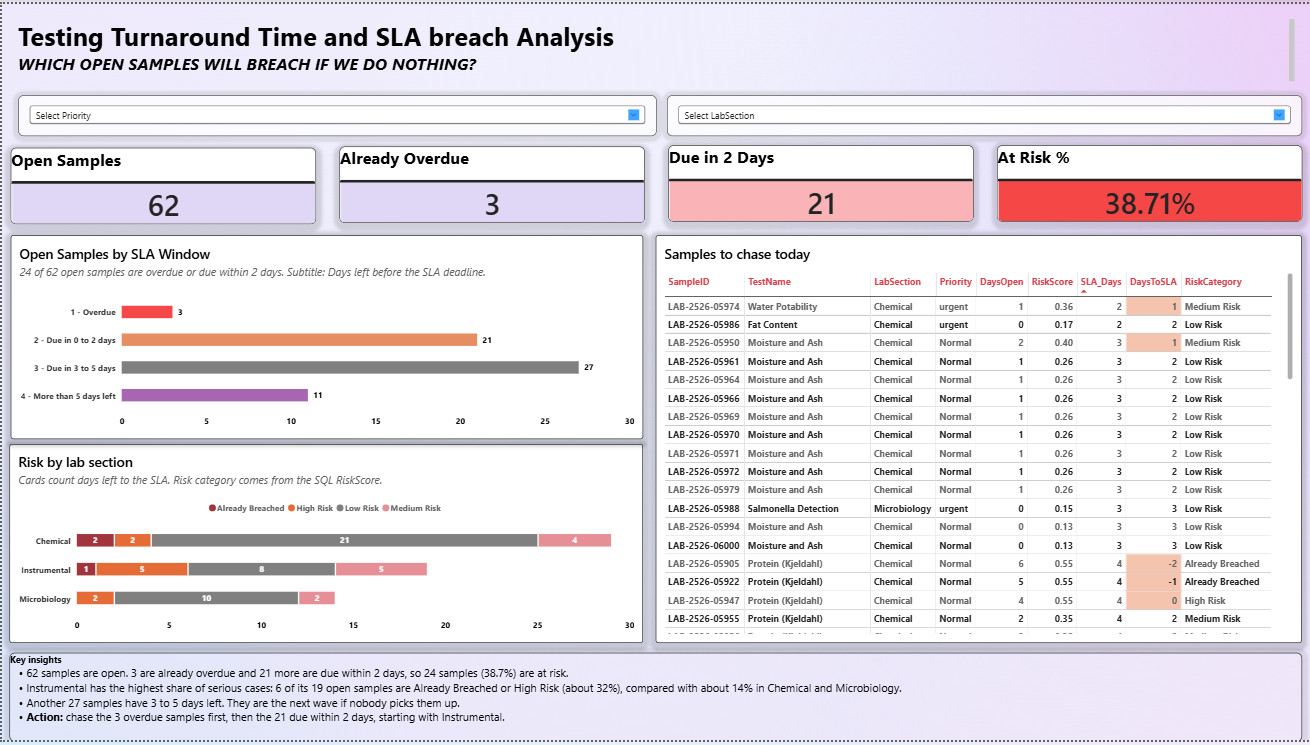 Testing Turnaround Time and SLA breach Analysis
WHICH OPEN SAMPLES WILL BREACH IF WE DO NOTHING?
Select Priority
Select LabSection
Open Samples
62
Already Overdue
3
Due in 2 Days
21
At Risk %
38.71%
Open Samples by SLA Window
24 of 62 open samples are overdue or due within 2 days. Subtitle: Days left before the SLA deadline.
1 - Overdue 3
2 - Due in 0 to 2 days 21
3 - Due in 3 to 5 days 27
4 - More than 5 days left 11
0 5 10 15 20 25 30
Risk by lab section
Cards count days left to the SLA. Risk category comes from the SQL RiskScore.
Already Breached High Risk Low Risk Medium Risk
Chemical 2 2 21 4
Instrumental 1 5 8 5
Microbiology 2 10 2
0 5 10 15 20 25 30
Samples to chase today
SampleID TestName LabSection Priority DaysOpen RiskScore SLA_Days DaysToSLA RiskCategory
LAB-2526-05974 Water Potability Chemical urgent 1 0.36 2 1 Medium Risk
LAB-2526-05986 Fat Content Chemical urgent 0 0.17 2 2 Low Risk
LAB-2526-05950 Moisture and Ash Chemical Normal 2 0.40 3 1 Medium Risk
LAB-2526-05961 Moisture and Ash Chemical Normal 1 0.26 3 2 Low Risk
LAB-2526-05964 Moisture and Ash Chemical Normal 1 0.26 3 2 Low Risk
LAB-2526-05966 Moisture and Ash Chemical Normal 1 0.26 3 2 Low Risk
LAB-2526-05969 Moisture and Ash Chemical Normal 1 0.26 3 2 Low Risk
LAB-2526-05970 Moisture and Ash Chemical Normal 1 0.26 3 2 Low Risk
LAB-2526-05971 Moisture and Ash Chemical Normal 1 0.26 3 2 Low Risk
LAB-2526-05972 Moisture and Ash Chemical Normal 1 0.26 3 2 Low Risk
LAB-2526-05979 Moisture and Ash Chemical Normal 1 0.26 3 2 Low Risk
LAB-2526-05988 Salmonella Detection Microbiology urgent 0 0.15 3 3 Low Risk
LAB-2526-05994 Moisture and Ash Chemical Normal 0 0.13 3 3 Low Risk
LAB-2526-06000 Moisture and Ash Chemical Normal 0 0.13 3 3 Low Risk
LAB-2526-05905 Protein (Kjeldahl) Chemical Normal 6 0.55 4 -2 Already Breached
LAB-2526-05922 Protein (Kjeldahl) Chemical Normal 5 0.55 4 -1 Already Breached
LAB-2526-05947 Protein (Kjeldahl) Chemical Normal 4 0.55 4 0 High Risk
LAB-2526-05955 Protein (Kjeldahl) Chemical Normal 2 0.35 4 2 Medium Risk
Key insights
• 62 samples are open. 3 are already overdue and 21 more are due within 2 days, so 24 samples (38.7%) are at risk.
• Instrumental has the highest share of serious cases: 6 of its 19 open samples are Already Breached or High Risk (about 32%), compared with about 14% in Chemical and Microbiology.
• Another 27 samples have 3 to 5 days left. They are the next wave if nobody picks them up.
• Action: chase the 3 overdue samples first, then the 21 due within 2 days, starting with Instrumental.